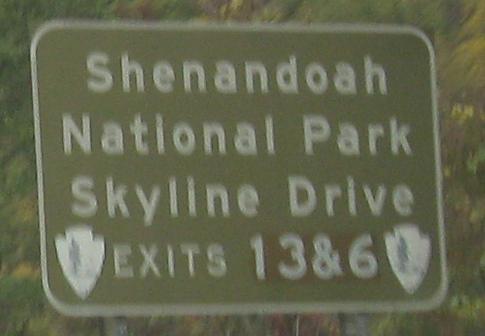 Shenandoah
National Park
Skyline Drive
EXITS 13&6